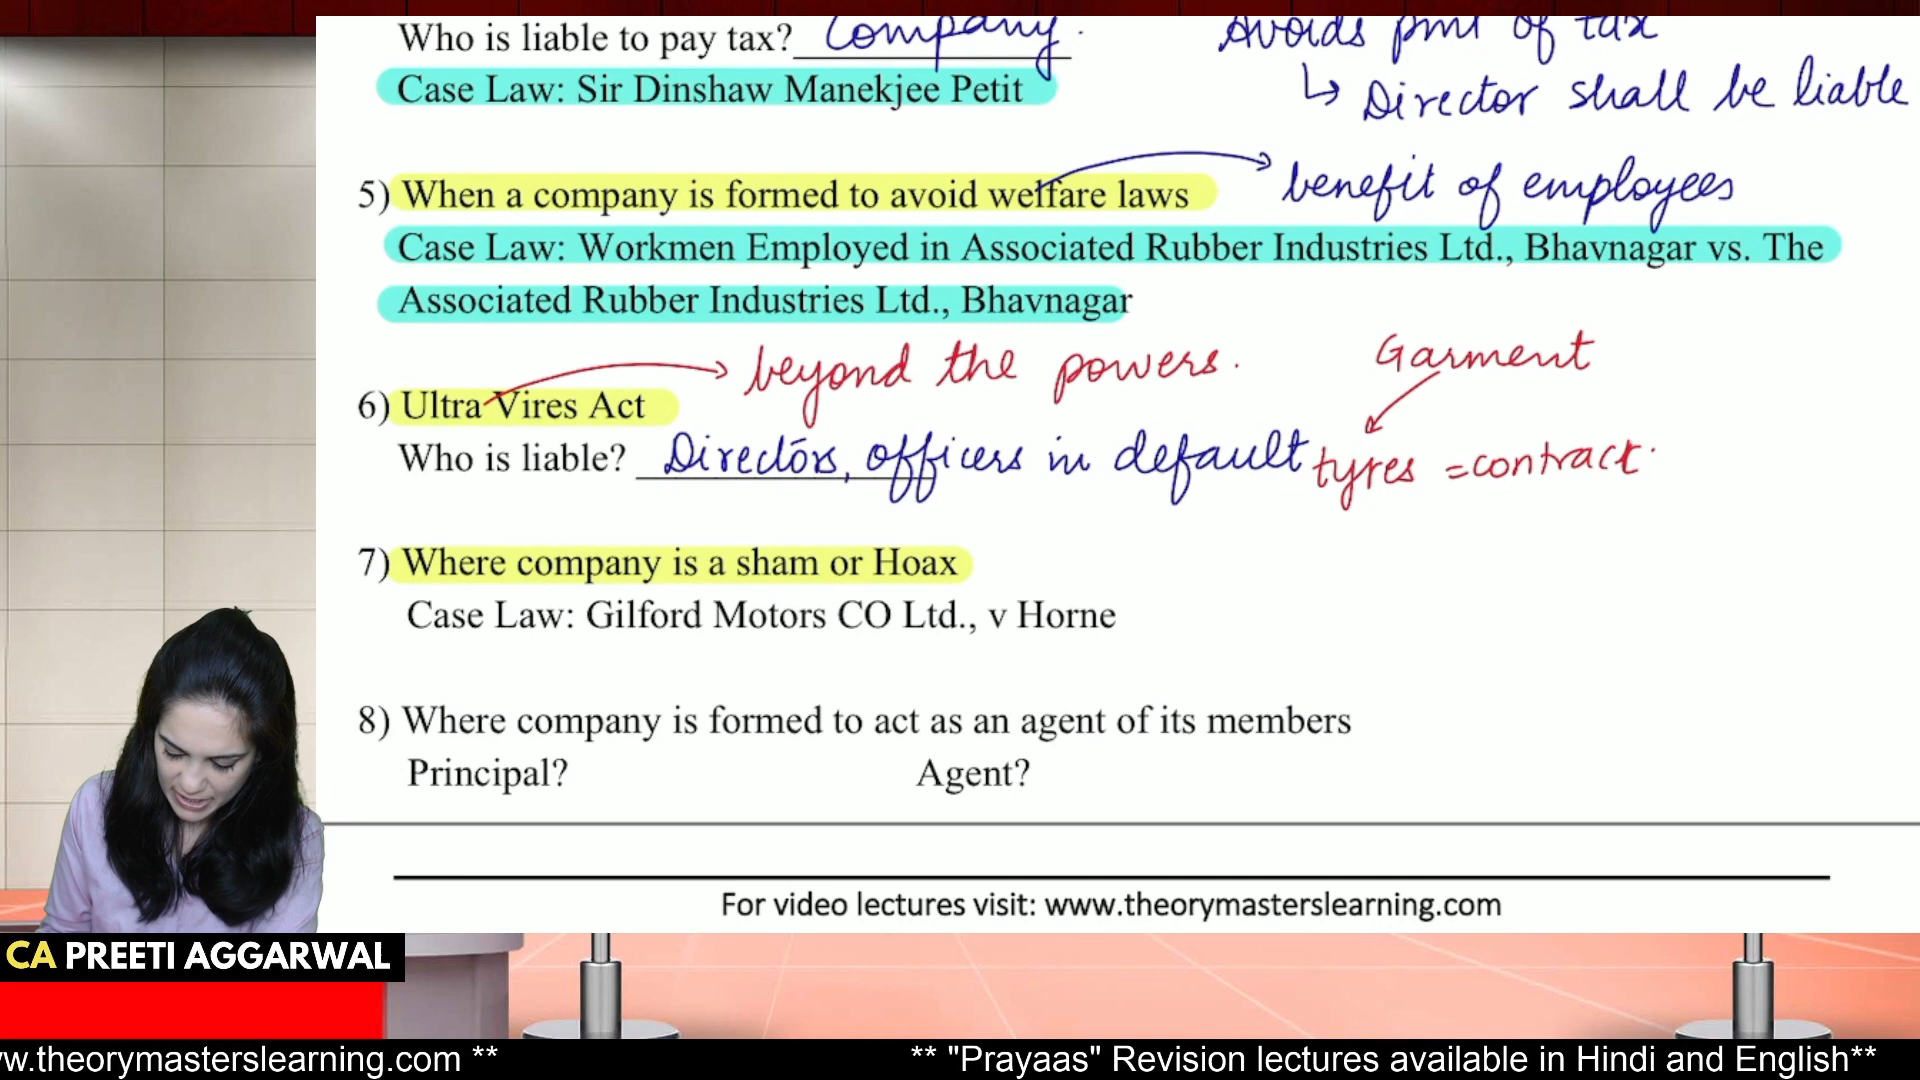 Who is liable to pay tax? Company.
Avoids pmt of tax
Case Law: Sir Dinshaw Manekjee Petit
↳ Director shall be liable
5) When a company is formed to avoid welfare laws → benefit of employees
Case Law: Workmen Employed in Associated Rubber Industries Ltd., Bhavnagar vs. The
Associated Rubber Industries Ltd., Bhavnagar
beyond the powers.
Garment
6) Ultra Vires Act
Who is liable? Directors, officers in default
tyres = contract.
7) Where company is a sham or Hoax
Case Law: Gilford Motors CO Ltd., v Horne
8) Where company is formed to act as an agent of its members
Principal? Agent?
For video lectures visit: www.theorymasterslearning.com
CA PREETI AGGARWAL
w.theorymasterslearning.com ** ** "Prayaas" Revision lectures available in Hindi and English**